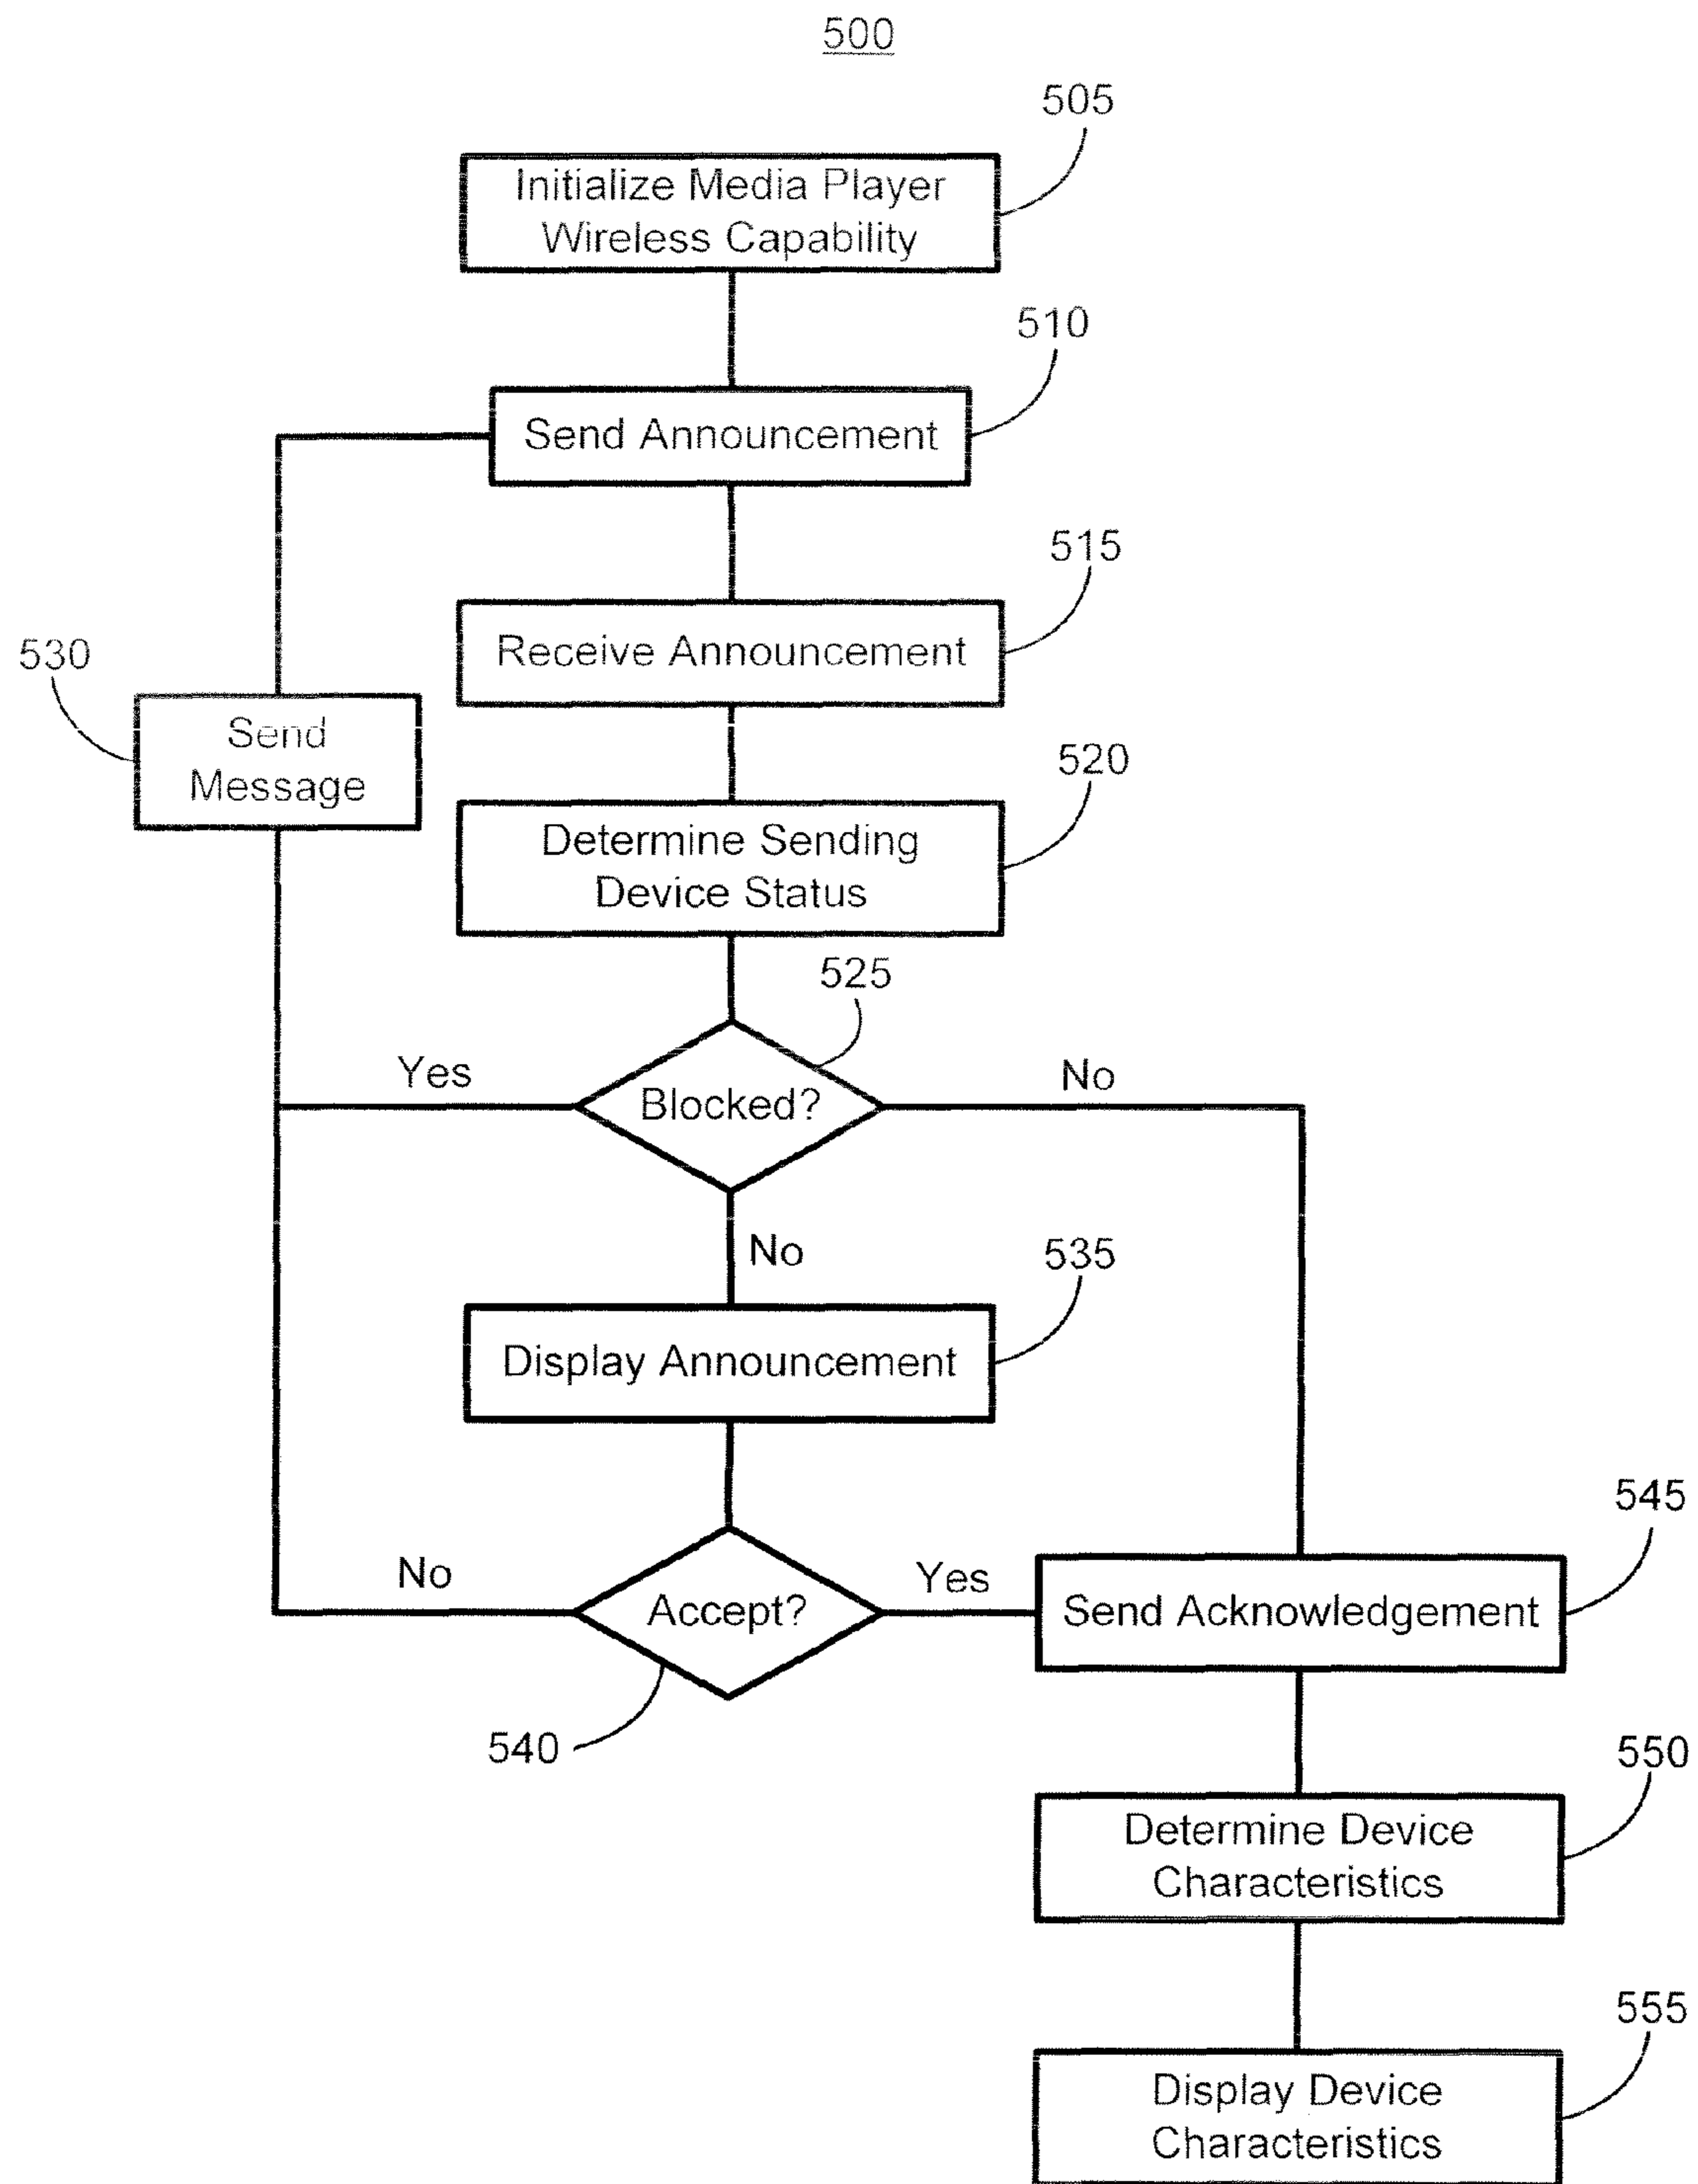 500
505
Initialize Media Player
Wireless Capability
510
Send Announcement
515
Receive Announcement
530
Send
Message
520
Determine Sending
Device Status
525
Yes
Blocked?
No
No
535
Display Announcement
545
No
Accept?
Yes
Send Acknowledgement
540
550
Determine Device
Characteristics
555
Display Device
Characteristics